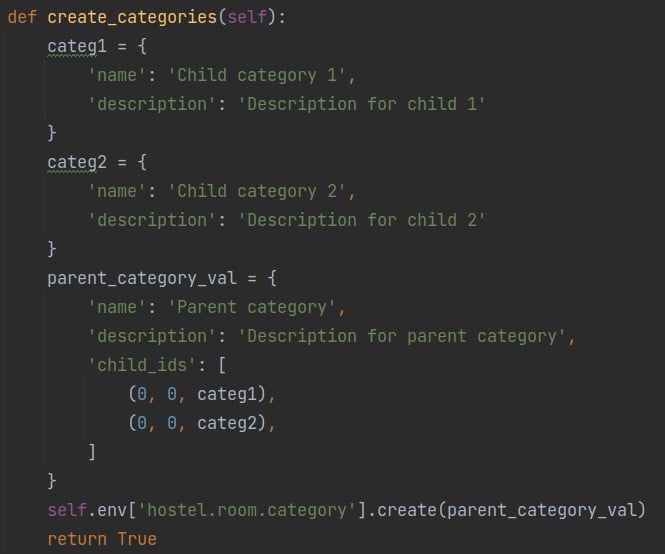 def create_categories(self):
    categ1 = {
        'name': 'Child category 1',
        'description': 'Description for child 1'
    }
    categ2 = {
        'name': 'Child category 2',
        'description': 'Description for child 2'
    }
    parent_category_val = {
        'name': 'Parent category',
        'description': 'Description for parent category',
        'child_ids': [
            (0, 0, categ1),
            (0, 0, categ2),
        ]
    }
    self.env['hostel.room.category'].create(parent_category_val)
    return True